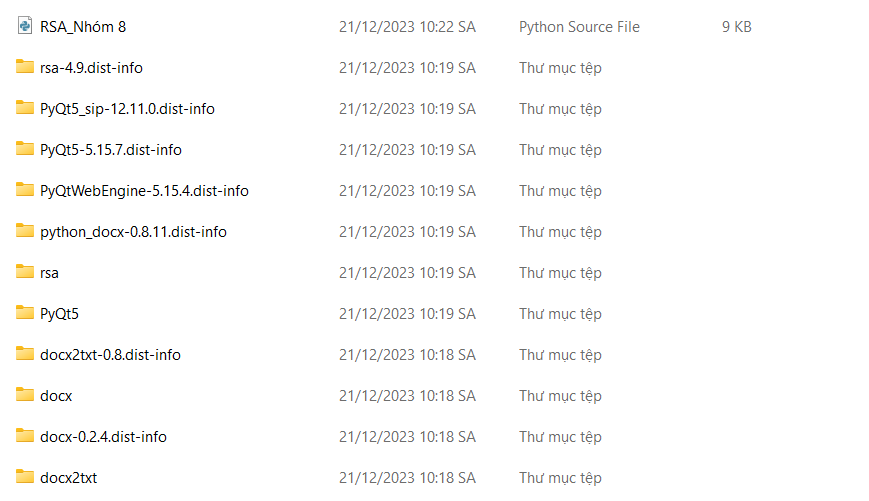 RSA_Nhóm 8 21/12/2023 10:22 SA Python Source File 9 KB
rsa-4.9.dist-info 21/12/2023 10:19 SA Thư mục tệp
PyQt5_sip-12.11.0.dist-info 21/12/2023 10:19 SA Thư mục tệp
PyQt5-5.15.7.dist-info 21/12/2023 10:19 SA Thư mục tệp
PyQtWebEngine-5.15.4.dist-info 21/12/2023 10:19 SA Thư mục tệp
python_docx-0.8.11.dist-info 21/12/2023 10:19 SA Thư mục tệp
rsa 21/12/2023 10:19 SA Thư mục tệp
PyQt5 21/12/2023 10:19 SA Thư mục tệp
docx2txt-0.8.dist-info 21/12/2023 10:18 SA Thư mục tệp
docx 21/12/2023 10:18 SA Thư mục tệp
docx-0.2.4.dist-info 21/12/2023 10:18 SA Thư mục tệp
docx2txt 21/12/2023 10:18 SA Thư mục tệp